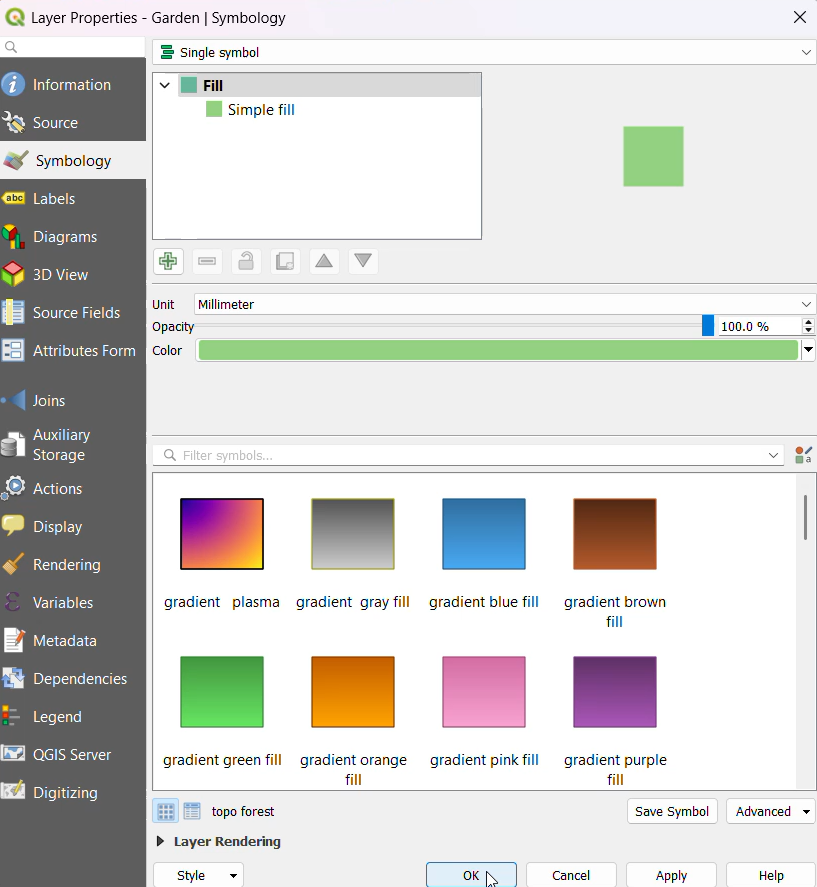 Layer Properties - Garden | Symbology
Single symbol
Information
Source
Symbology
Labels
Diagrams
3D View
Source Fields
Attributes Form
Joins
Auxiliary
Storage
Actions
Display
Rendering
Variables
Metadata
Dependencies
Legend
QGIS Server
Digitizing
abc
Fill
Simple fill
Unit
Millimeter
Opacity
100.0 %
Color
Filter symbols...
a
gradient plasma
gradient gray fill
gradient blue fill
gradient brown
fill
gradient green fill
gradient orange
fill
gradient pink fill
gradient purple
fill
topo forest
Save Symbol
Advanced
Layer Rendering
Style
OK
Cancel
Apply
Help